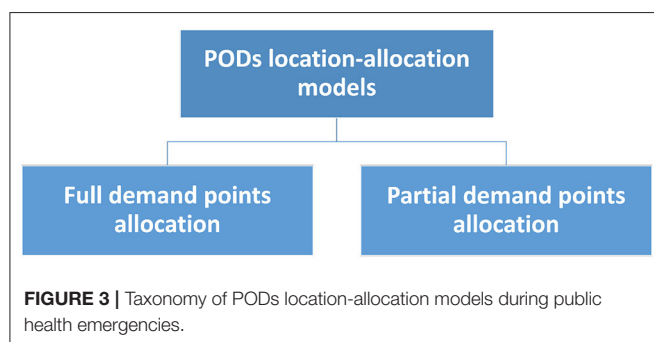 PODs location-allocation
models
Full demand points
allocation
Partial demand points
allocation
FIGURE 3 | Taxonomy of PODs location-allocation models during public
health emergencies.